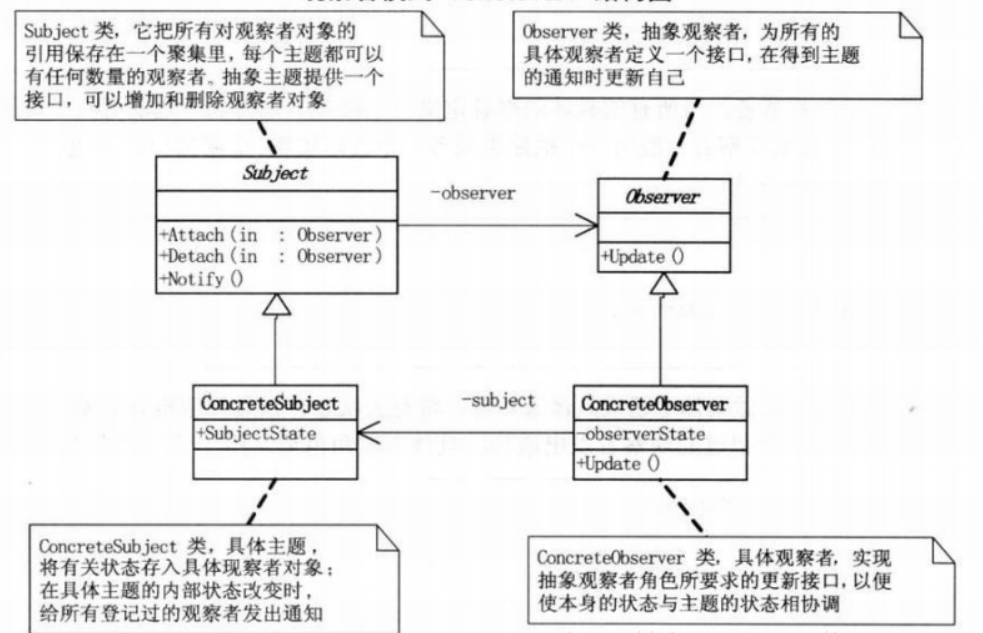 Subject 类，它把所有对观察者对象的
引用保存在一个聚集里，每个主题都可以
有任何数量的观察者。抽象主题提供一个
接口，可以增加和删除观察者对象
Observer 类，抽象观察者，为所有的
具体观察者定义一个接口，在得到主题
的通知时更新自己
Subject
-observer
Observer
+Attach(in : Observer)
+Detach(in : Observer)
+Notify()
+Update()
ConcreteSubject
-subject
ConcreteObserver
+SubjectState
-observerState
+Update()
ConcreteSubject 类，具体主题，
将有关状态存入具体现察者对象；
在具体主题的内部状态改变时，
给所有登记过的观察者发出通知
ConcreteObserver 类，具体观察者，实现
抽象观察者角色所要求的更新接口，以便
使本身的状态与主题的状态相协调